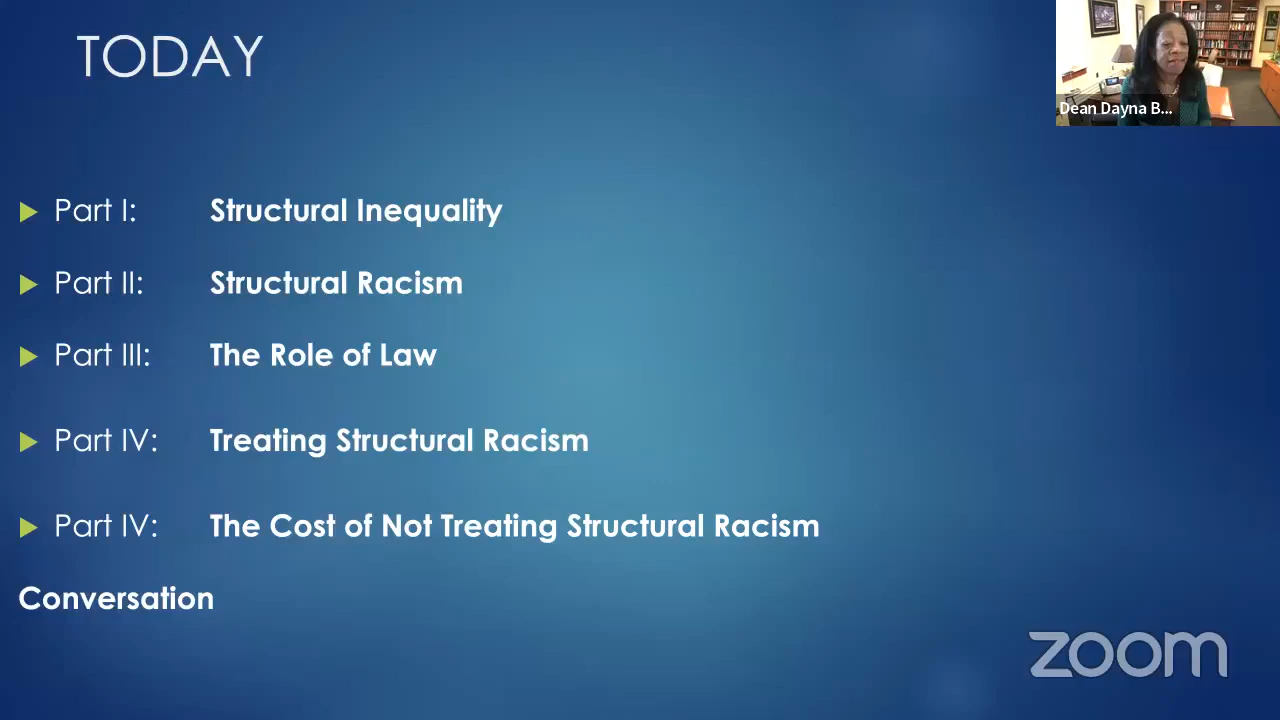 TODAY
Dean Dayna B...
Part I: Structural Inequality
Part II: Structural Racism
Part III: The Role of Law
Part IV: Treating Structural Racism
Part IV: The Cost of Not Treating Structural Racism
Conversation
zoom